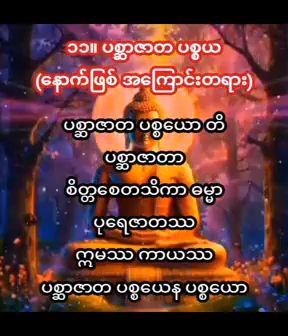 ၁၁။ ပစ္ဆာဇာတ ပစ္စယ
(နောက်ဖြစ် အကြောင်းတရား)
ပစ္ဆာဇာတ ပစ္စယော တိ
ပစ္ဆာဇာတာ
စိတ္တစေတသိကာ ဓမ္မာ
ပုရေဇာတဿ
ဣမဿ ကာယဿ
ပစ္ဆာဇာတ ပစ္စယေန ပစ္စယော